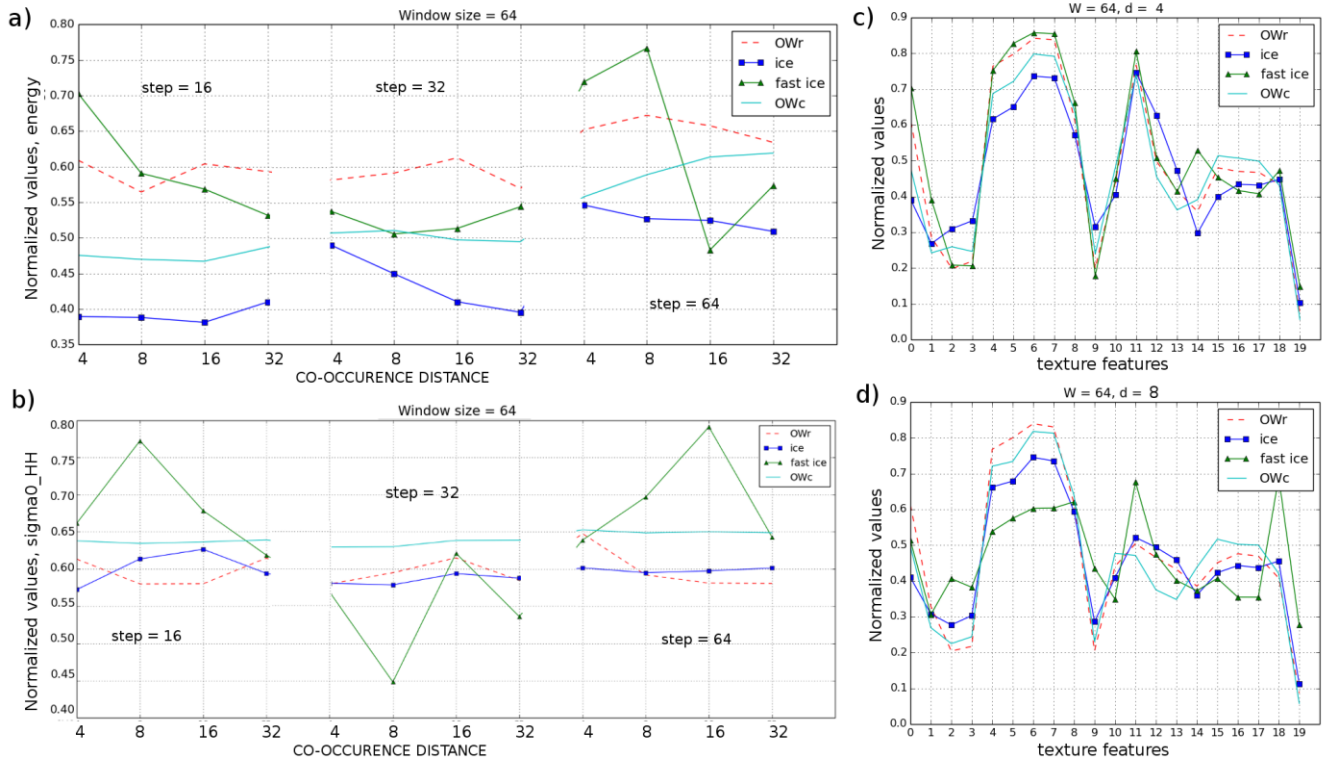 a)
Window size = 64
Normalized values, energy
0.80
0.75
0.70
0.65
0.60
0.55
0.50
0.45
0.40
0.35
step = 16
step = 32
step = 64
OWr
ice
fast ice
OWc
4 8 16 32 4 8 16 32 4 8 16 32
CO-OCCURENCE DISTANCE
b)
Window size = 64
Normalized values, sigma0_HH
0.80
0.75
0.70
0.65
0.60
0.55
0.50
0.45
0.40
step = 16
step = 32
step = 64
OWr
ice
fast ice
OWc
4 8 16 32 4 8 16 32 4 8 16 32
CO-OCCURENCE DISTANCE
c)
W = 64, d = 4
Normalized values
0.9
0.8
0.7
0.6
0.5
0.4
0.3
0.2
0.1
0.0
OWr
ice
fast ice
OWc
0 1 2 3 4 5 6 7 8 9 10 11 12 13 14 15 16 17 18 19
texture features
d)
W = 64, d = 8
Normalized values
0.9
0.8
0.7
0.6
0.5
0.4
0.3
0.2
0.1
0.0
OWr
ice
fast ice
OWc
0 1 2 3 4 5 6 7 8 9 10 11 12 13 14 15 16 17 18 19
texture features